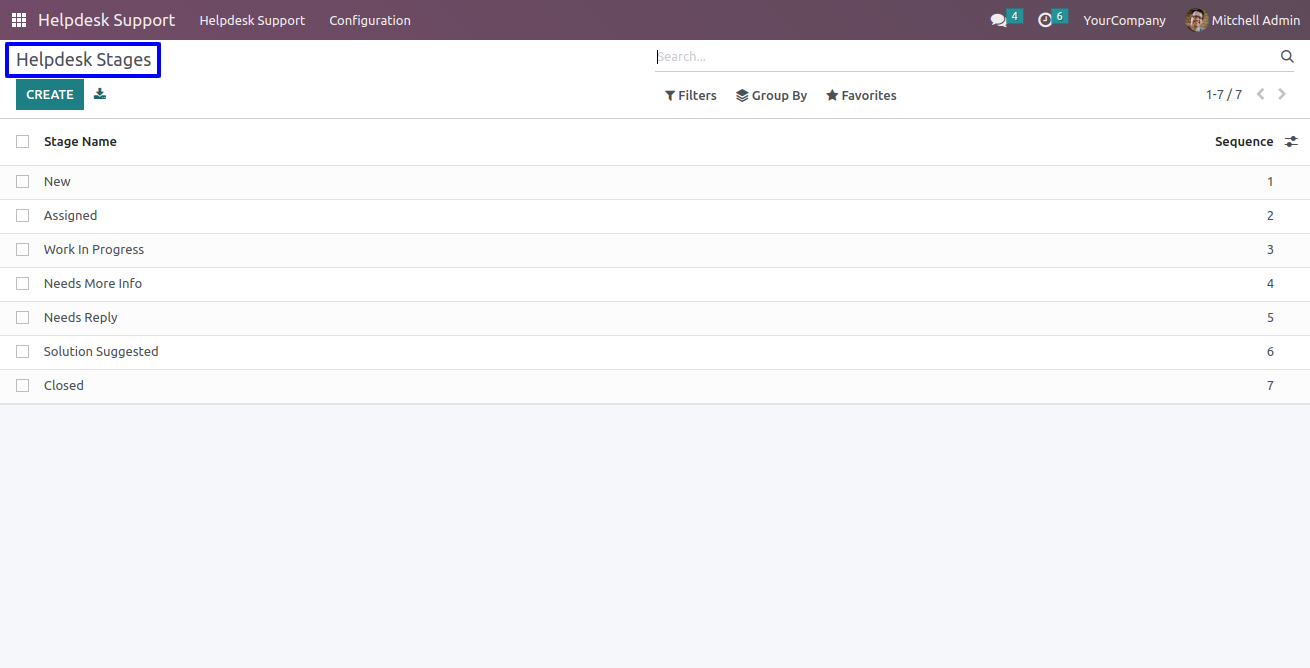 Helpdesk Support Helpdesk Support Configuration 4 6 YourCompany Mitchell Admin
Helpdesk Stages Search...
CREATE Filters Group By Favorites 1-7 / 7
Stage Name Sequence
New 1
Assigned 2
Work In Progress 3
Needs More Info 4
Needs Reply 5
Solution Suggested 6
Closed 7